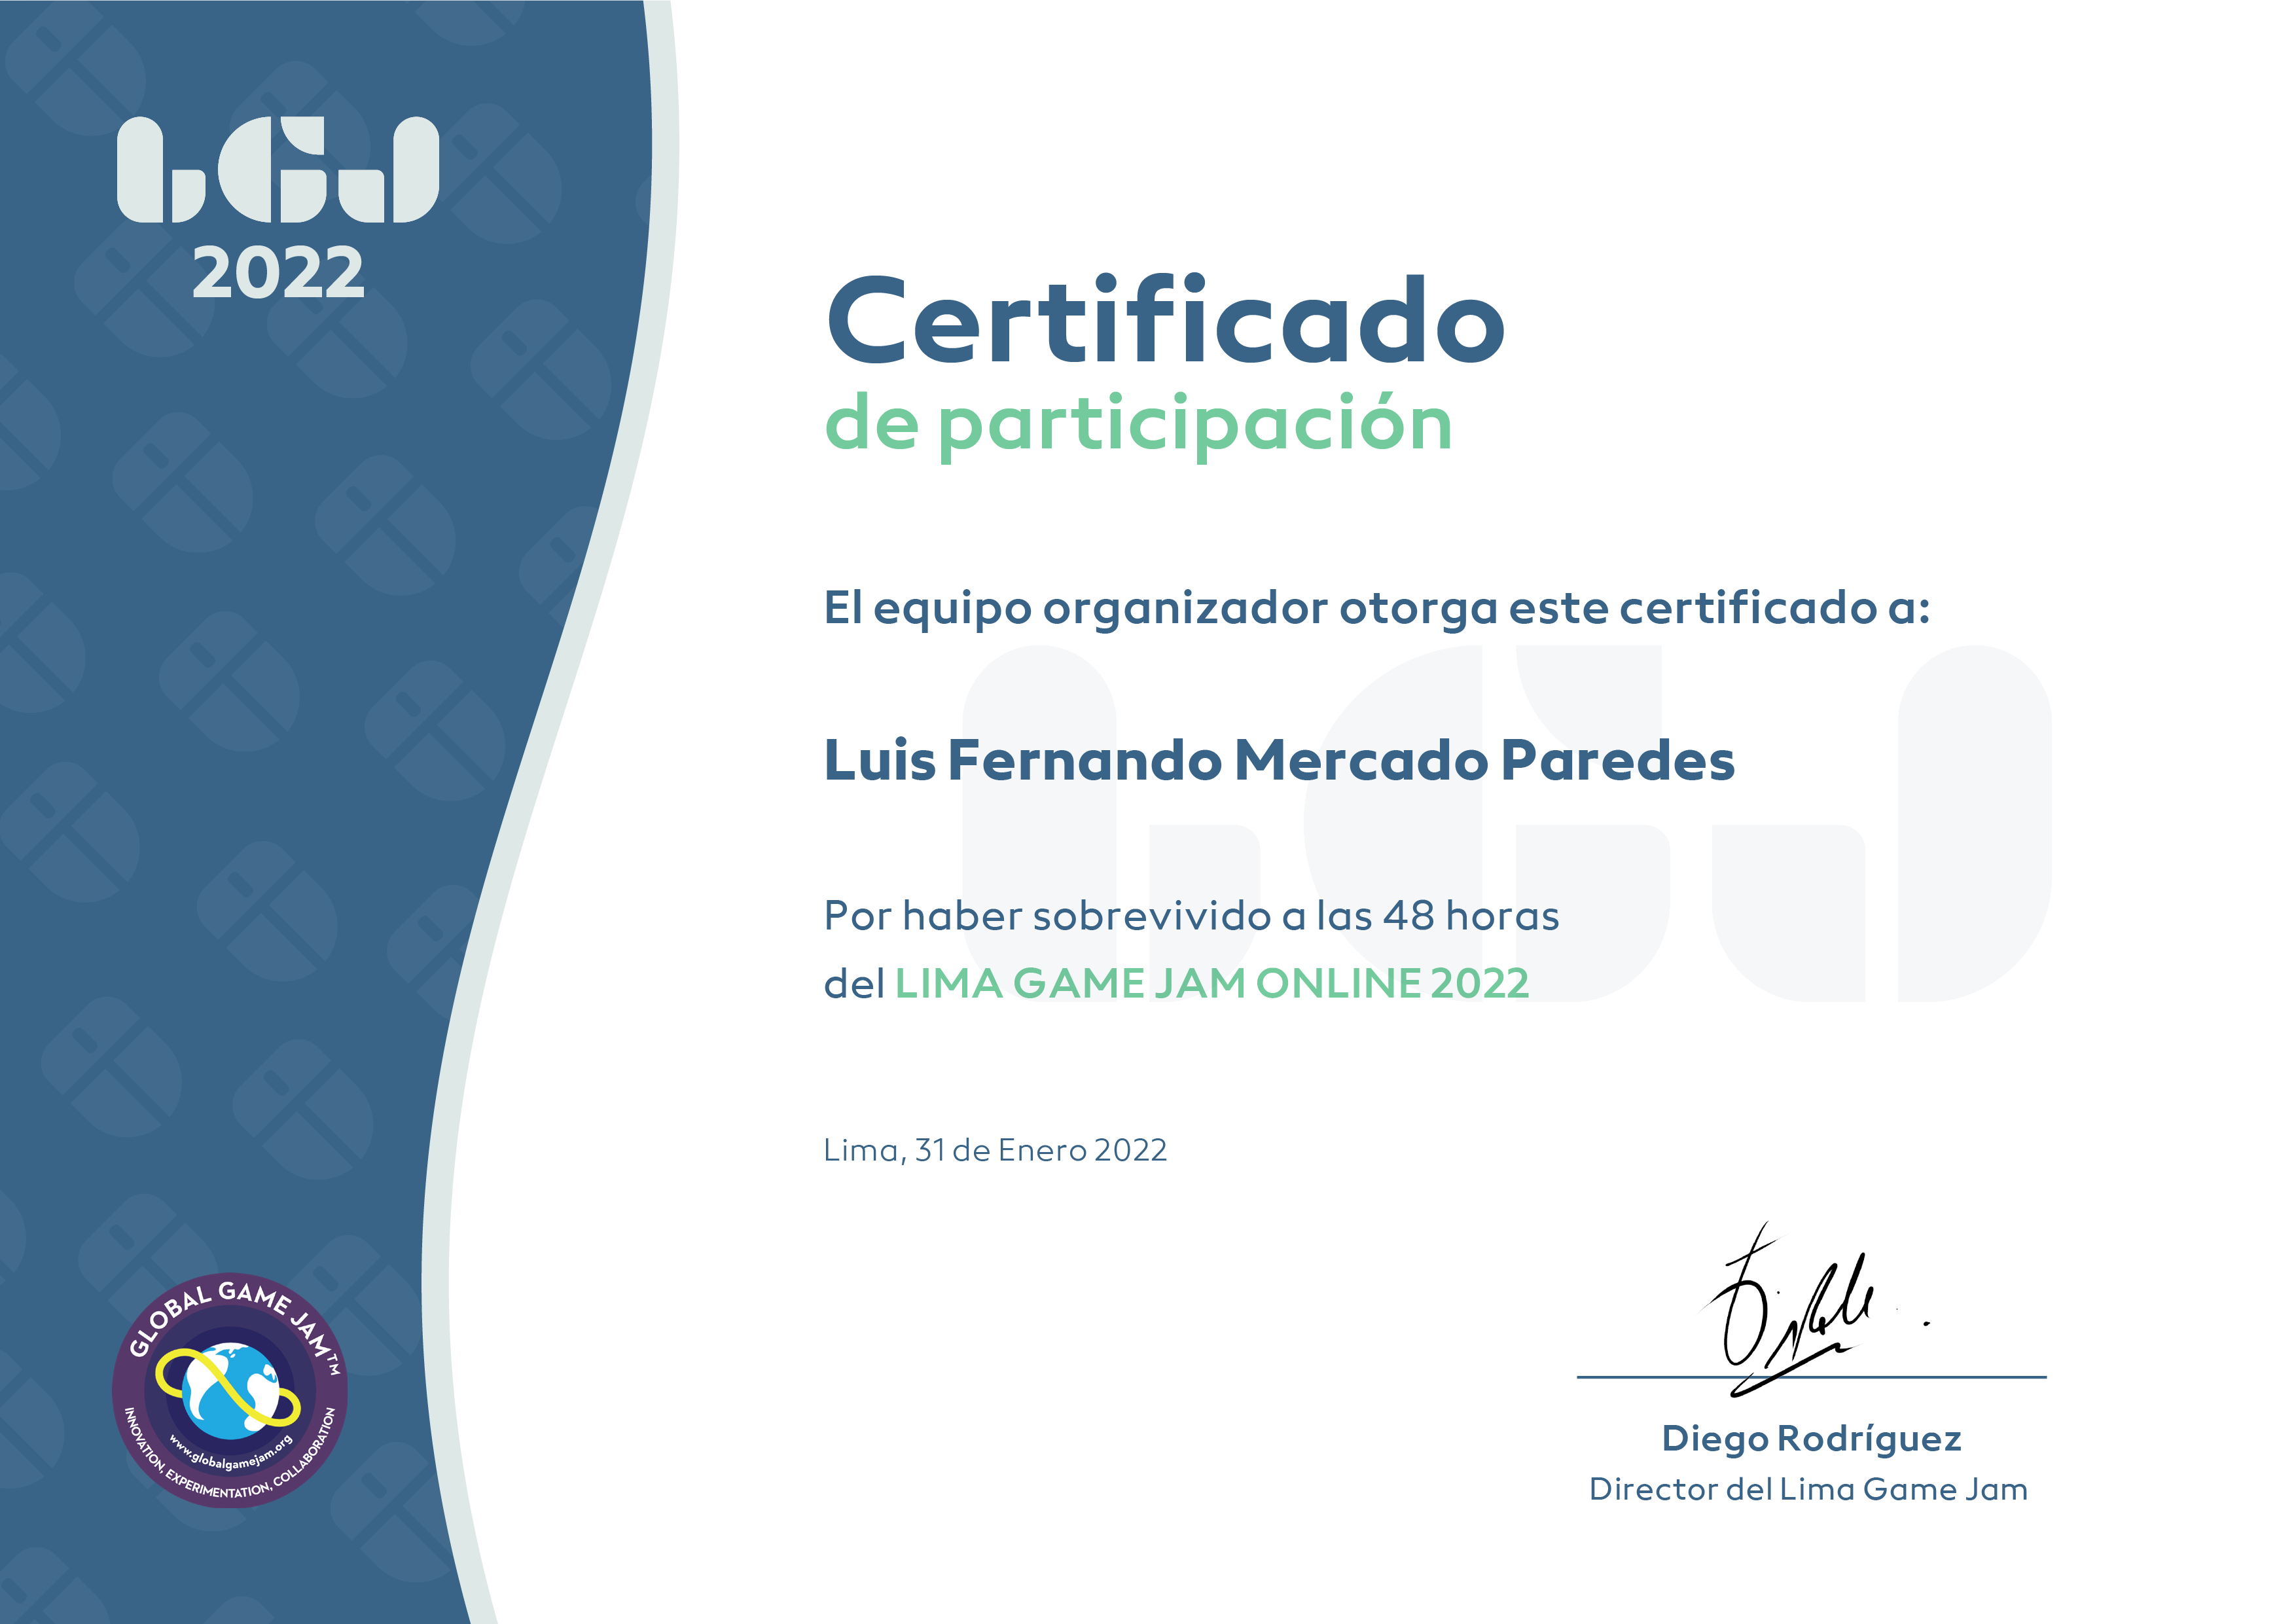 LGJ
2022
Certificado
de participación
El equipo organizador otorga este certificado a:
Luis Fernando Mercado Paredes
Por haber sobrevivido a las 48 horas
del LIMA GAME JAM ONLINE 2022
Lima, 31 de Enero 2022
GLOBAL GAME JAM™
www.globalgamejam.org
INNOVATION, EXPERIMENTATION, COLLABORATION
Diego Rodríguez
Director del Lima Game Jam